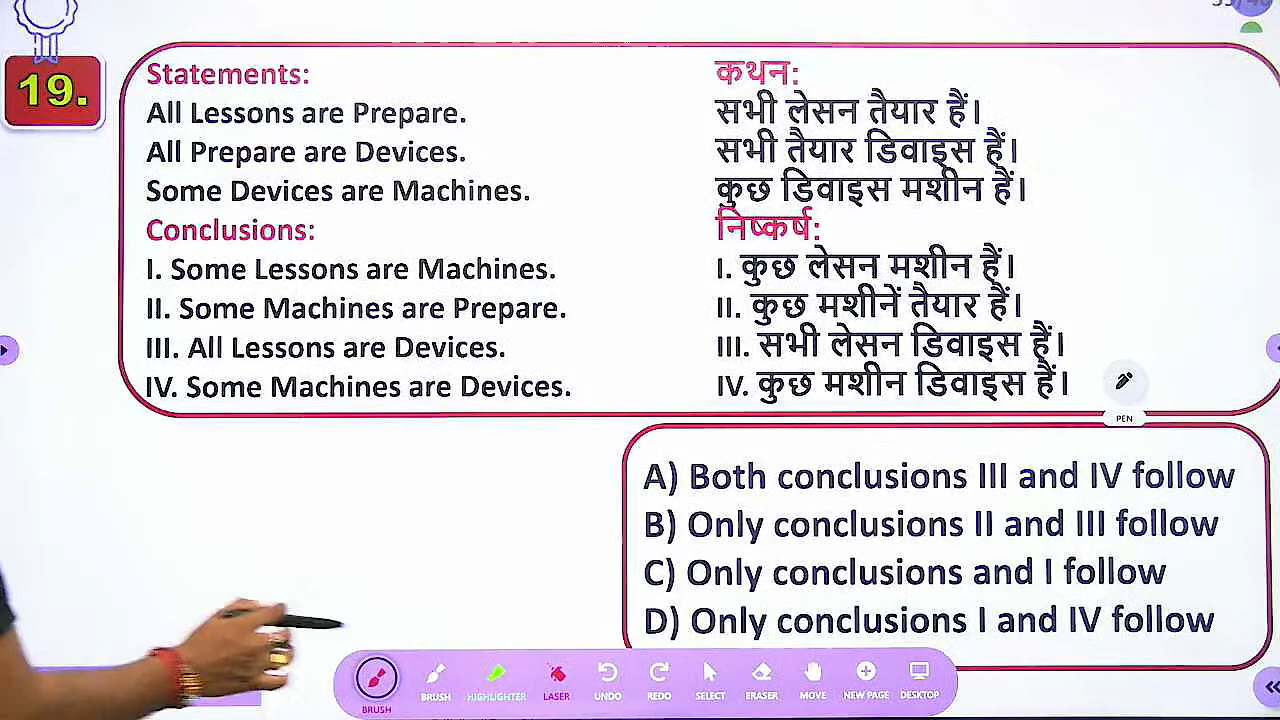 19.
Statements:
All Lessons are Prepare.
All Prepare are Devices.
Some Devices are Machines.
Conclusions:
I. Some Lessons are Machines.
II. Some Machines are Prepare.
III. All Lessons are Devices.
IV. Some Machines are Devices.
कथन:
सभी लेसन तैयार हैं।
सभी तैयार डिवाइस हैं।
कुछ डिवाइस मशीन हैं।
निष्कर्ष:
I. कुछ लेसन मशीन हैं।
II. कुछ मशीनें तैयार हैं।
III. सभी लेसन डिवाइस हैं।
IV. कुछ मशीन डिवाइस हैं।
PEN
A) Both conclusions III and IV follow
B) Only conclusions II and III follow
C) Only conclusions and I follow
D) Only conclusions I and IV follow
BRUSH BRUSH HIGHLIGHTER LASER UNDO REDO SELECT ERASER MOVE NEW PAGE DESKTOP